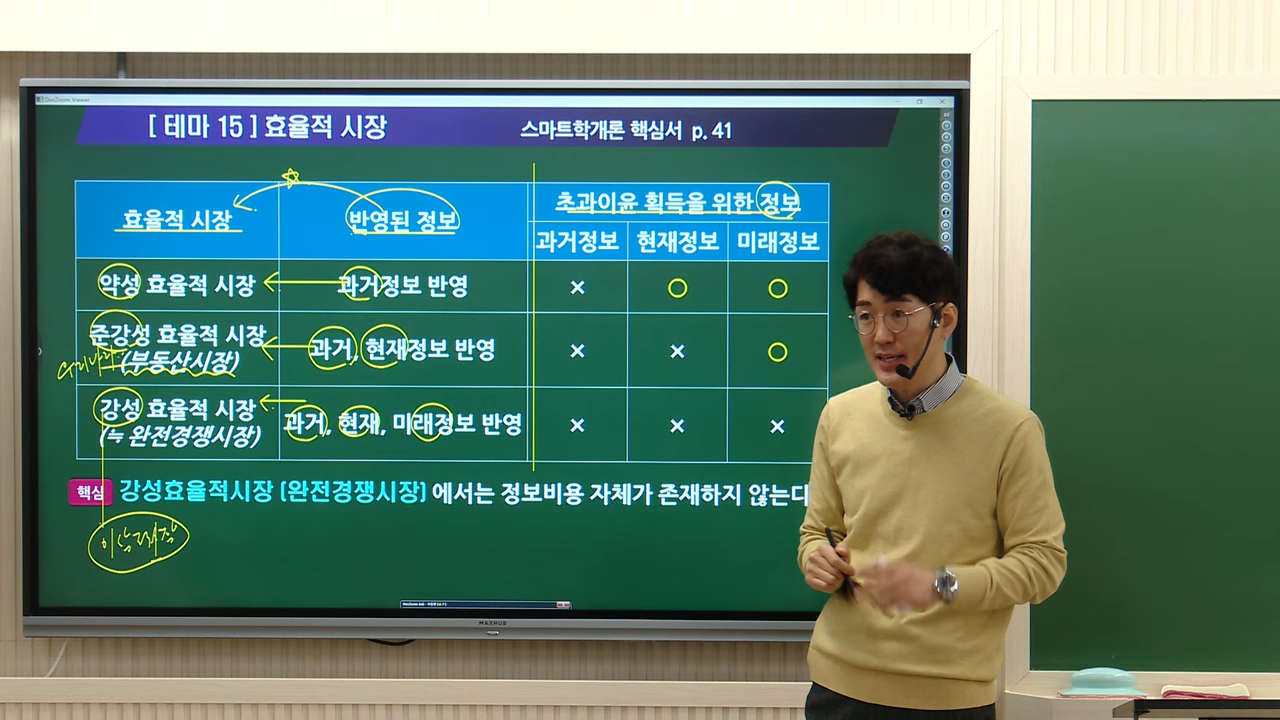 DocZoom Viewer
[ 테마 15 ] 효율적 시장
스마트학개론 핵심서 p. 41
효율적 시장
반영된 정보
초과이윤 획득을 위한 정보
과거정보 현재정보 미래정보
약성 효율적 시장
과거정보 반영
× ○ ○
준강성 효율적 시장
(부동산시장)
우리나라
과거, 현재정보 반영
× × ○
강성 효율적 시장
(≒ 완전경쟁시장)
과거, 현재, 미래정보 반영
× × ×
핵심 강성효율적시장 (완전경쟁시장) 에서는 정보비용 자체가 존재하지 않는다
MAXHUB